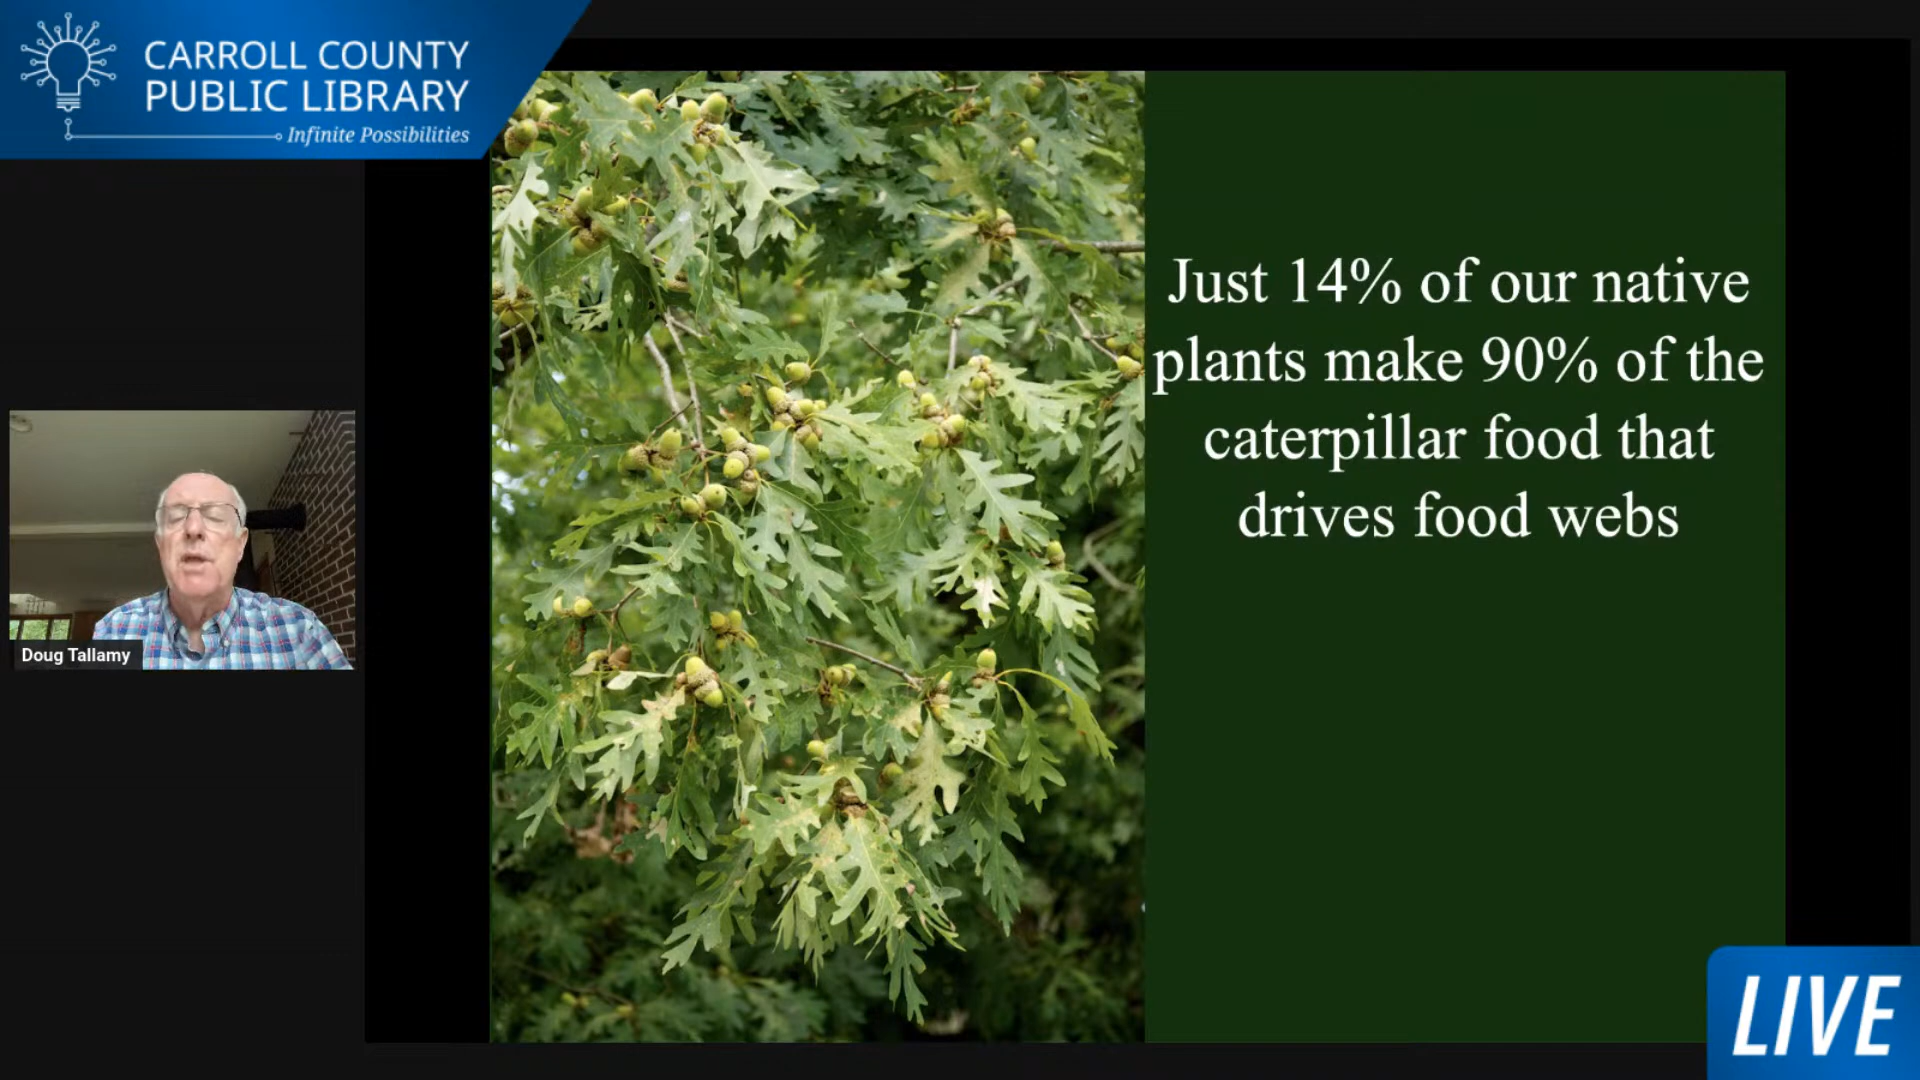 CARROLL COUNTY
PUBLIC LIBRARY
Infinite Possibilities
Just 14% of our native
plants make 90% of the
caterpillar food that
drives food webs
Doug Tallamy
LIVE